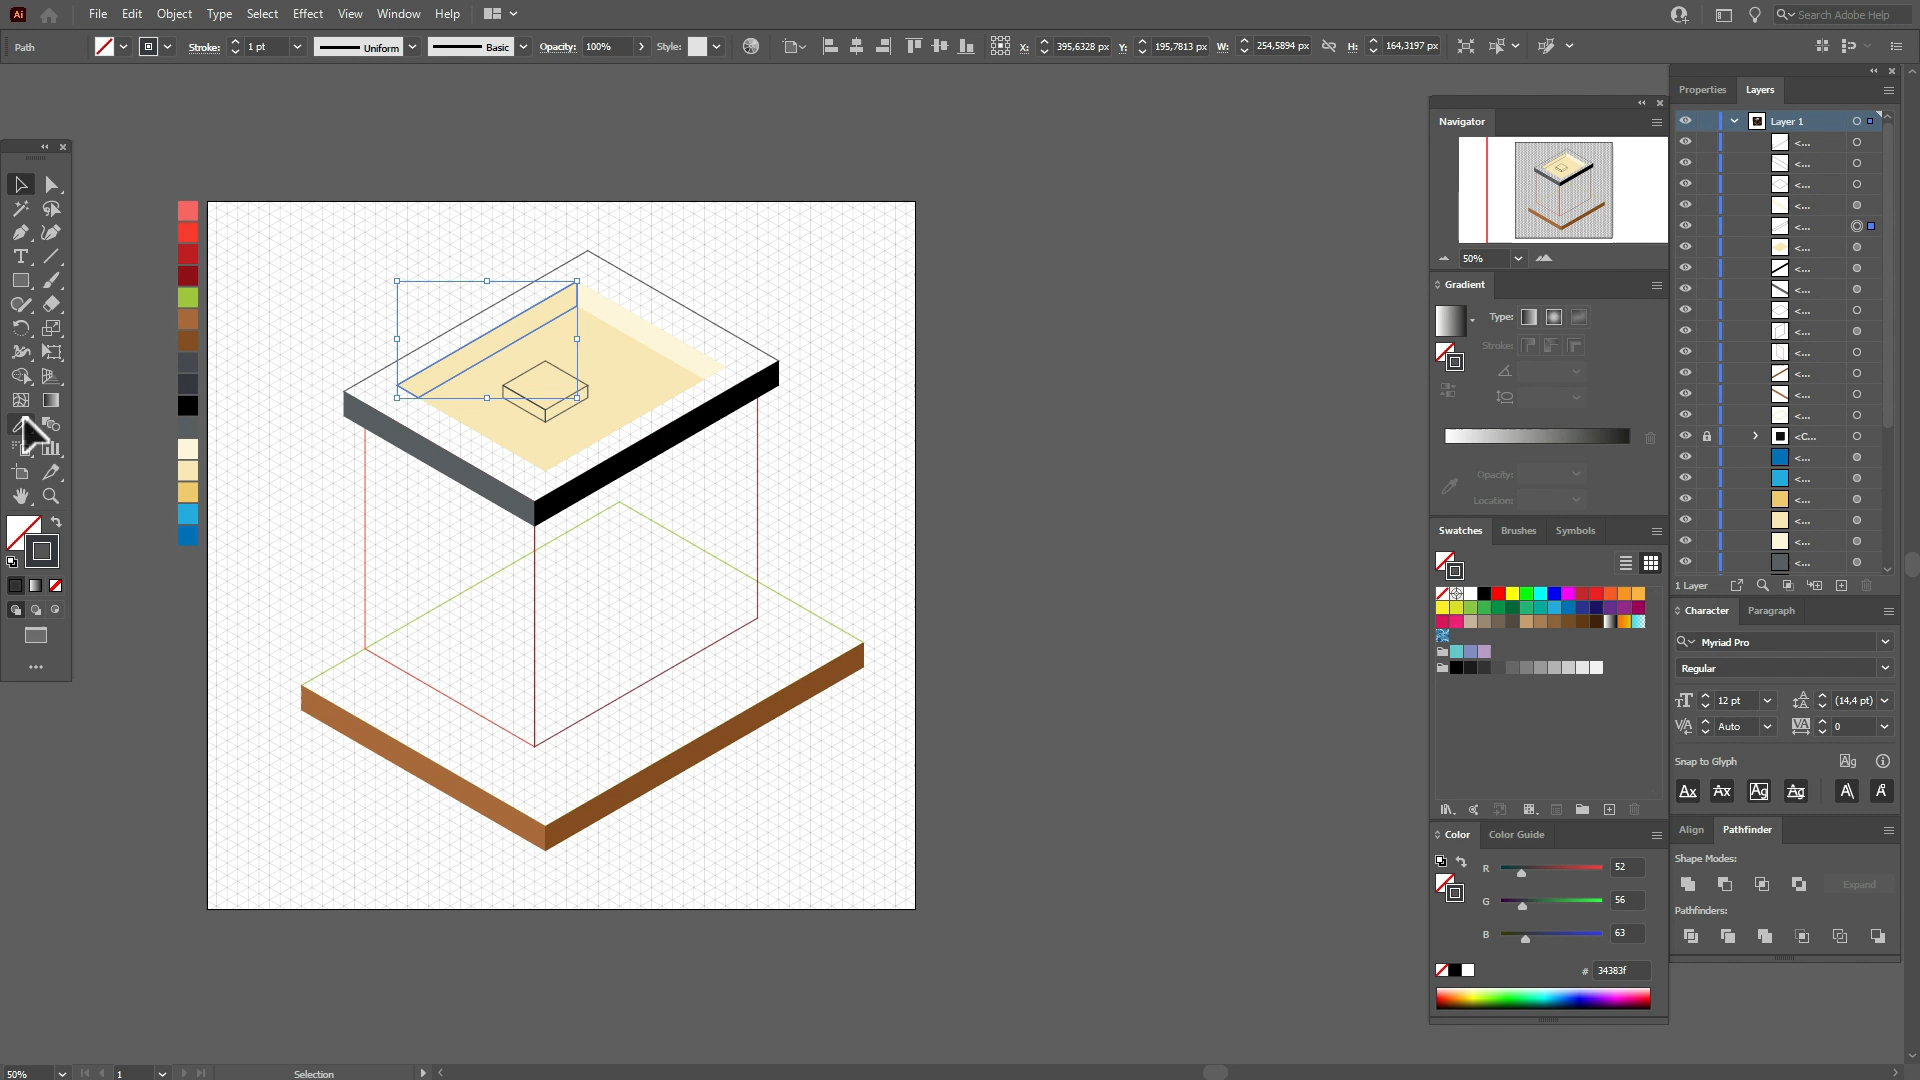 Ai File Edit Object Type Select Effect View Window Help Search Adobe Help
Path Stroke: 1 pt Uniform Basic Opacity: 100% Style: X: 395,6328 px Y: 195,7813 px W: 254,5894 px H: 164,3197 px
Properties Layers
Layer 1
<...
<...
<...
<...
<...
<...
<...
<...
<...
<...
<...
<...
<...
<...
<C...
<...
<...
<...
<...
<...
<...
1 Layer
Navigator
50%
Gradient
Type:
Stroke:
Opacity:
Location:
Swatches Brushes Symbols
Color Color Guide
R 52
G 56
B 63
# 34383f
Character Paragraph
Myriad Pro
Regular
12 pt (14,4 pt)
Auto 0
Snap to Glyph
Align Pathfinder
Shape Modes:
Expand
Pathfinders:
50% 1 Selection